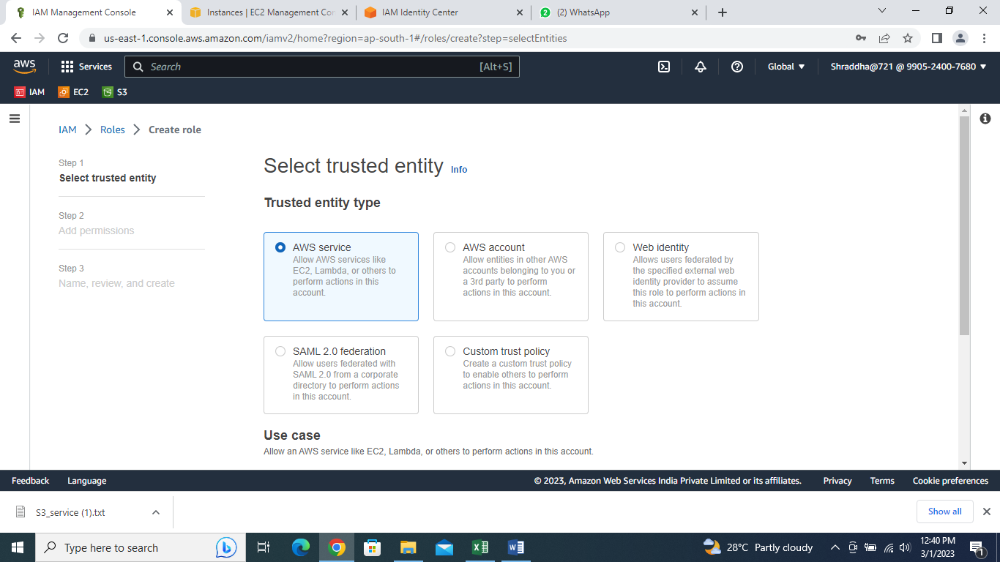 IAM Management Console
Instances | EC2 Management Con
IAM Identity Center
(2) WhatsApp
us-east-1.console.aws.amazon.com/iamv2/home?region=ap-south-1#/roles/create?step=selectEntities
aws
Services
Search
[Alt+S]
Global
Shraddha@721 @ 9905-2400-7680
IAM
EC2
S3
IAM
Roles
Create role
Step 1
Select trusted entity
Step 2
Add permissions
Step 3
Name, review, and create
Select trusted entity Info
Trusted entity type
AWS service
Allow AWS services like
EC2, Lambda, or others to
perform actions in this
account.
AWS account
Allow entities in other AWS
accounts belonging to you or
a 3rd party to perform
actions in this account.
Web identity
Allows users federated by
the specified external web
identity provider to assume
this role to perform actions in
this account.
SAML 2.0 federation
Allow users federated with
SAML 2.0 from a corporate
directory to perform actions
in this account.
Custom trust policy
Create a custom trust policy
to enable others to perform
actions in this account.
Use case
Allow an AWS service like EC2, Lambda, or others to perform actions in this account.
Feedback
Language
© 2023, Amazon Web Services India Private Limited or its affiliates.
Privacy
Terms
Cookie preferences
S3_service (1).txt
Show all
Type here to search
28°C Partly cloudy
12:40 PM
3/1/2023
1